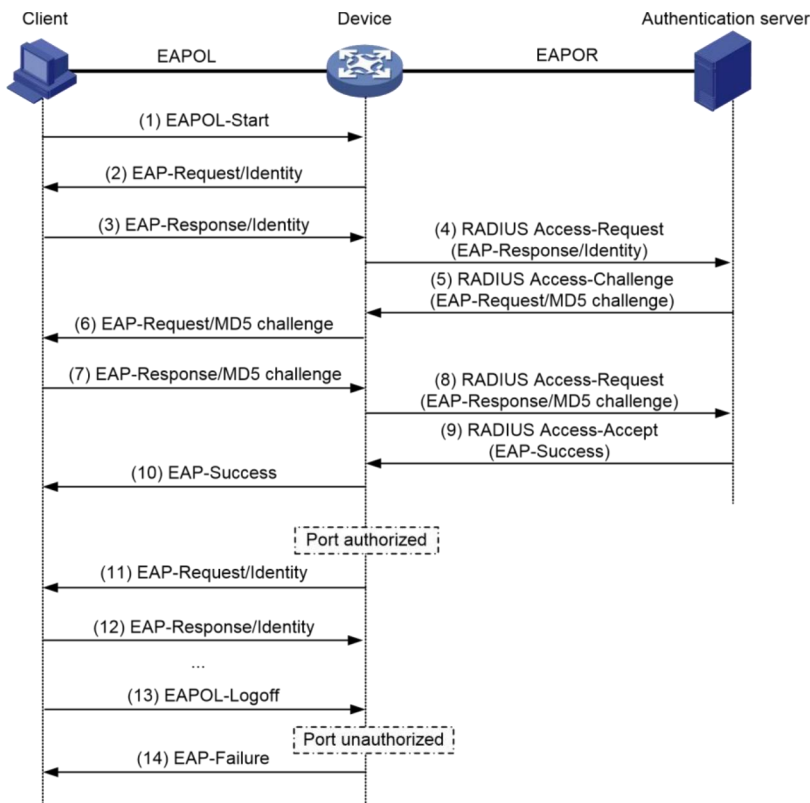 Client
Device
Authentication server
EAPOL
EAPOR
(1) EAPOL-Start
(2) EAP-Request/Identity
(3) EAP-Response/Identity
(4) RADIUS Access-Request
(EAP-Response/Identity)
(5) RADIUS Access-Challenge
(EAP-Request/MD5 challenge)
(6) EAP-Request/MD5 challenge
(7) EAP-Response/MD5 challenge
(8) RADIUS Access-Request
(EAP-Response/MD5 challenge)
(9) RADIUS Access-Accept
(EAP-Success)
(10) EAP-Success
Port authorized
(11) EAP-Request/Identity
(12) EAP-Response/Identity
...
(13) EAPOL-Logoff
Port unauthorized
(14) EAP-Failure